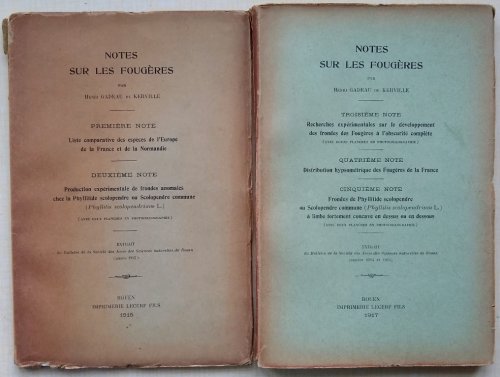 NOTES
SUR LES FOUGÈRES
PAR
HENRI GADEAU DE KERVILLE
PREMIÈRE NOTE
Liste comparative des espèces de l'Europe
de la France et de la Normandie
DEUXIÈME NOTE
Production expérimentale de frondes anomales
chez la Phyllitide scolopendre ou Scolopendre commune
(Phyllitis scolopendrium L.)
(AVEC DEUX PLANCHES EN PHOTOCOLLOGRAPHIE)
EXTRAIT
du Bulletin de la Société des Amis des Sciences naturelles de Rouen
ROUEN
IMPRIMERIE LECERF FILS
NOTES
SUR LES FOUGÈRES
PAR
HENRI GADEAU DE KERVILLE
TROISIÈME NOTE
Recherches expérimentales sur le développement
des frondes des Fougères à l'obscurité complète
QUATRIÈME NOTE
Distribution hypsométrique des Fougères de la France
CINQUIÈME NOTE
Frondes de Phyllitide scolopendre
ou Scolopendre commune (Phyllitis scolopendrium L.)
à limbe fortement concave en dessus ou en dessous
EXTRAIT
du Bulletin de la Société des Amis des Sciences naturelles de Rouen
ROUEN
IMPRIMERIE LECERF FILS
1917